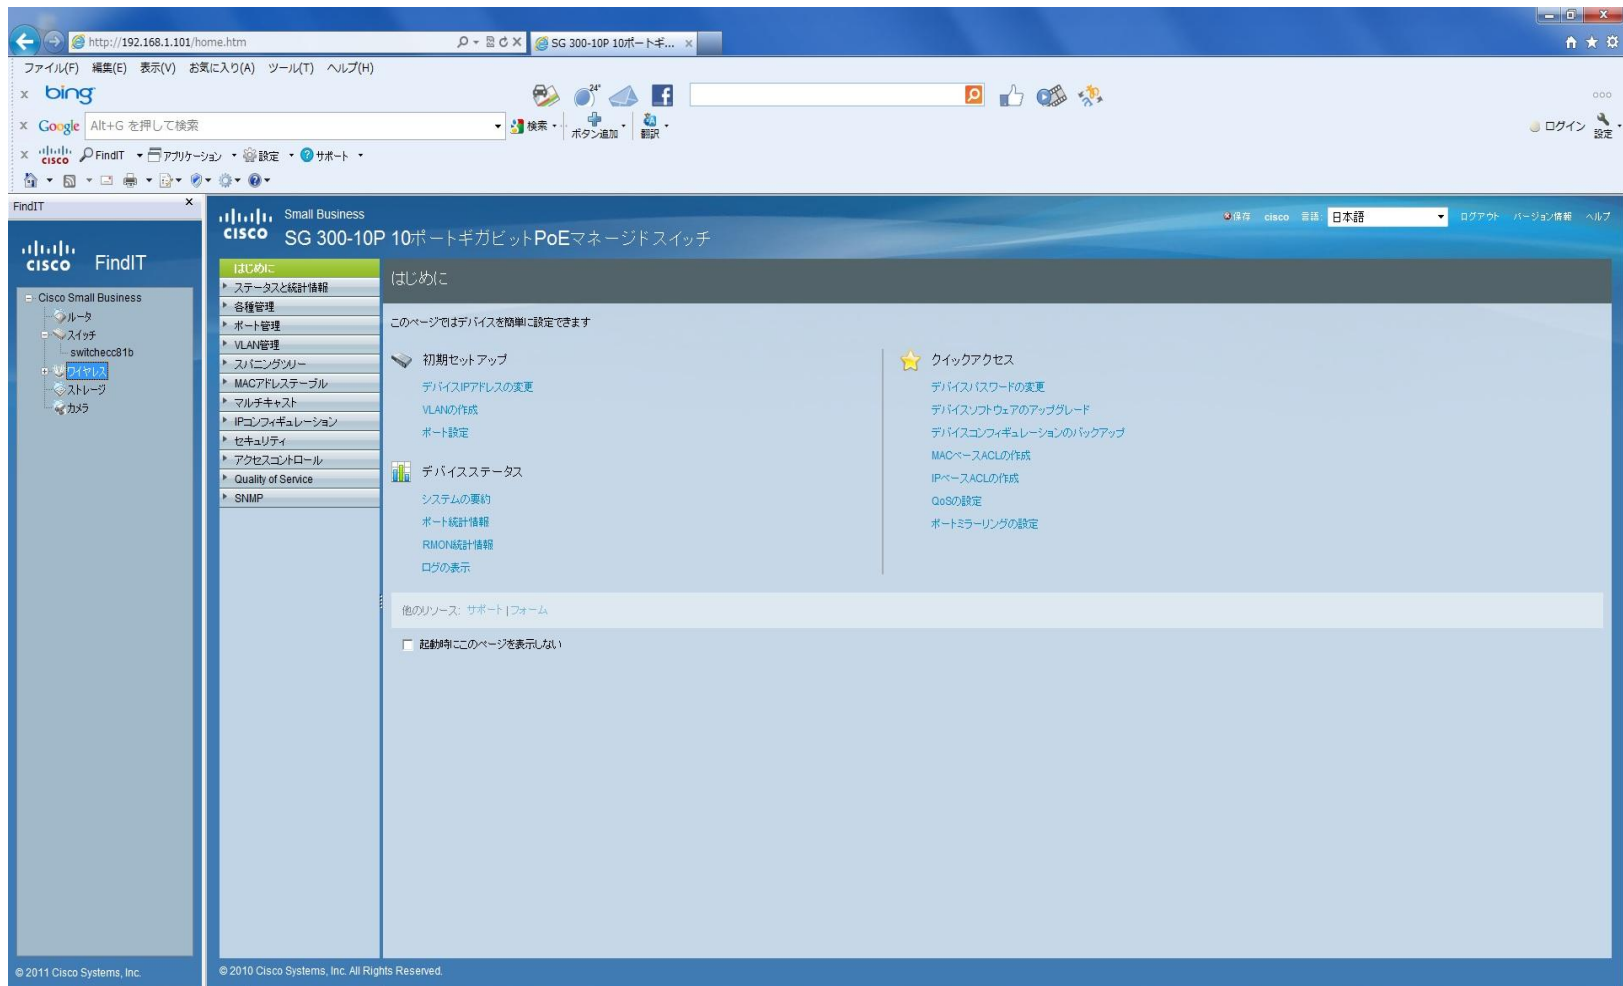 http://192.168.1.101/home.htm
SG 300-10P 10ポートギ...
ファイル(F) 編集(E) 表示(V) お気に入り(A) ツール(T) ヘルプ(H)
x bing 24°
x Google Alt+G を押して検索 検索 ボタン追加 翻訳 ログイン 設定
x cisco FindIT アプリケーション 設定 サポート
FindIT x
cisco FindIT
Cisco Small Business
ルータ
スイッチ
switchecc81b
ワイヤレス
ストレージ
カメラ
© 2011 Cisco Systems, Inc.
cisco Small Business
SG 300-10P 10ポートギガビットPoEマネージドスイッチ
保存 cisco 言語: 日本語 ログアウト バージョン情報 ヘルプ
はじめに
ステータスと統計情報
各種管理
ポート管理
VLAN管理
スパニングツリー
MACアドレステーブル
マルチキャスト
IPコンフィギュレーション
セキュリティ
アクセスコントロール
Quality of Service
SNMP
はじめに
このページではデバイスを簡単に設定できます
初期セットアップ
デバイスIPアドレスの変更
VLANの作成
ポート設定
デバイスステータス
システムの要約
ポート統計情報
RMON統計情報
ログの表示
クイックアクセス
デバイスパスワードの変更
デバイスソフトウェアのアップグレード
デバイスコンフィギュレーションのバックアップ
MACベースACLの作成
IPベースACLの作成
QoSの設定
ポートミラーリングの設定
他のリソース: サポート | フォーム
起動時にこのページを表示しない
© 2010 Cisco Systems, Inc. All Rights Reserved.